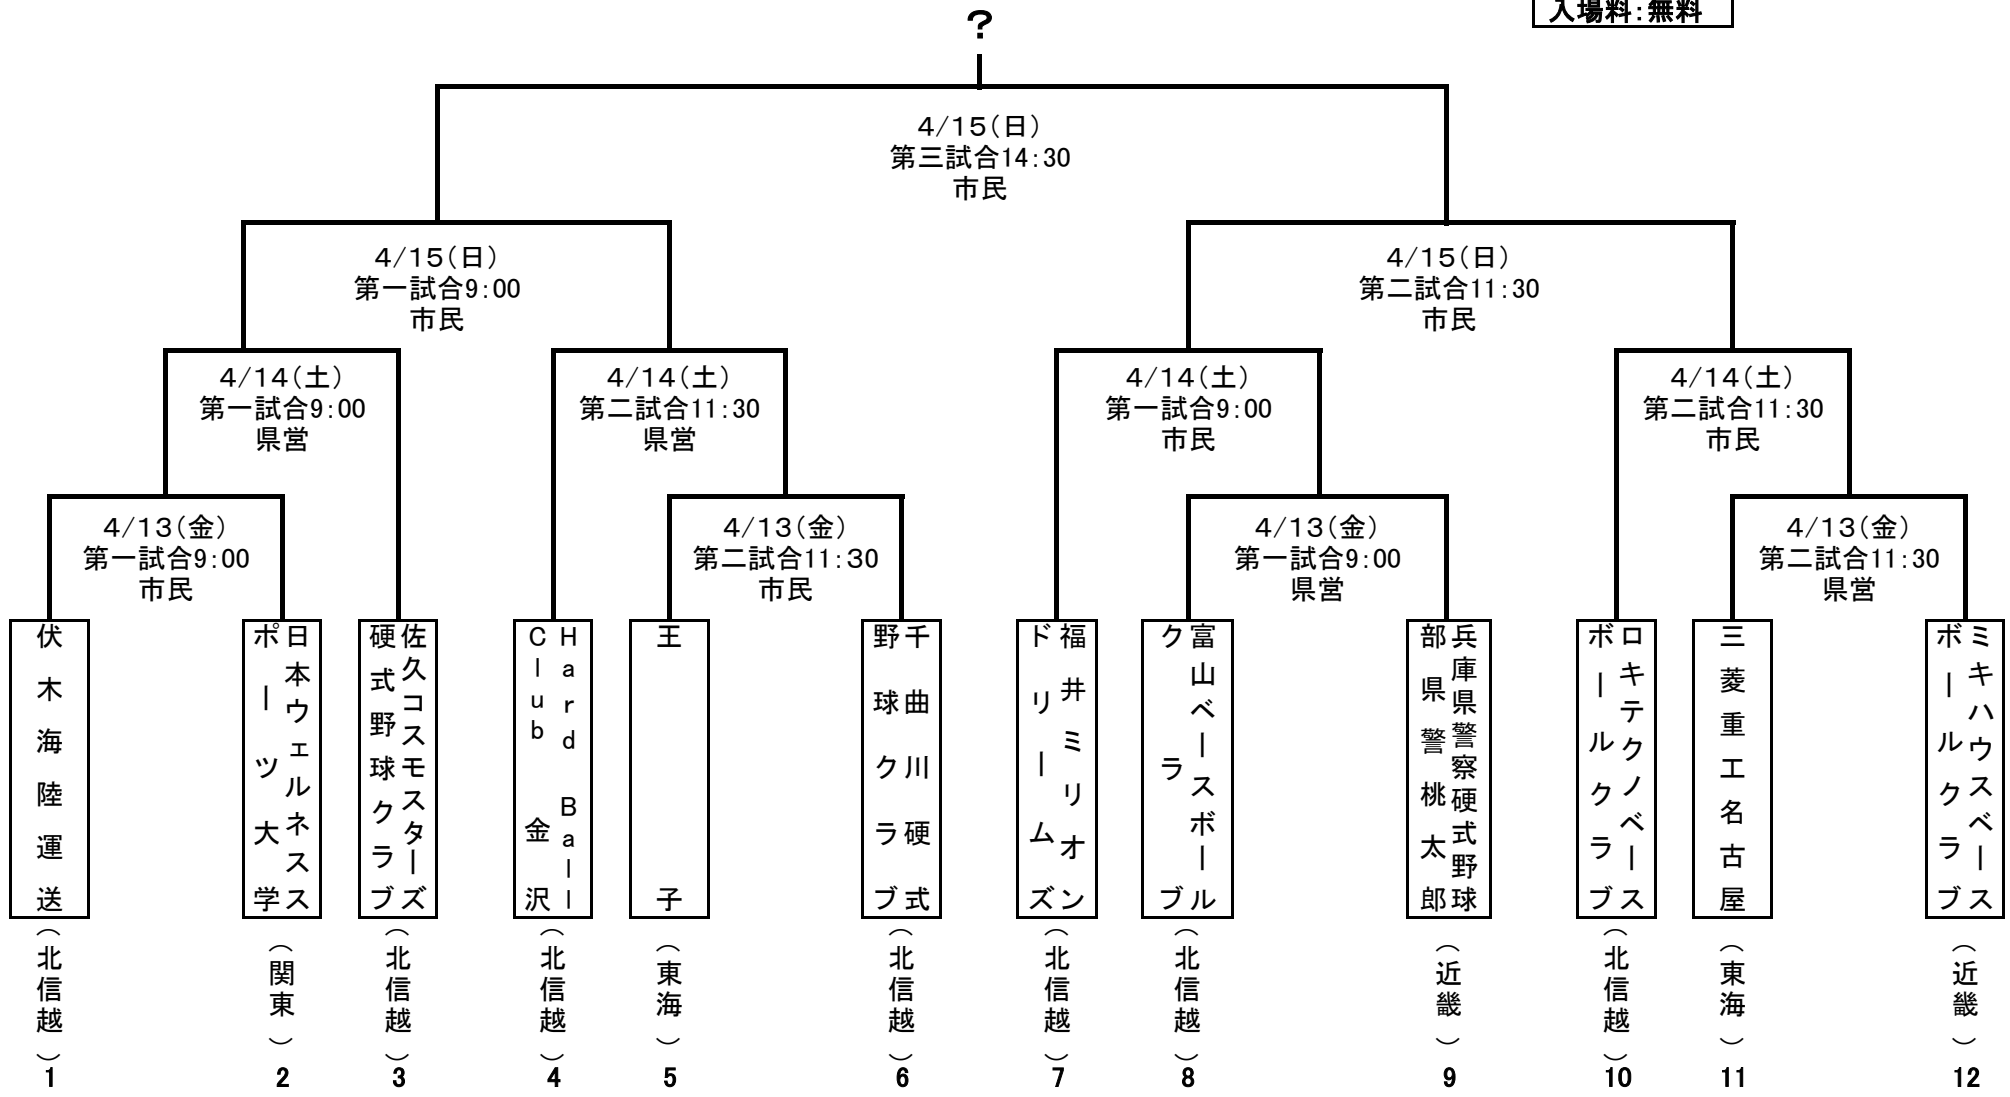 入場料：無料
？
4/15（日）
第三試合14：30
市民
4/15（日）
第一試合9：00
市民
4/15（日）
第二試合11：30
市民
4/14（土）
第一試合9：00
県営
4/14（土）
第二試合11：30
県営
4/14（土）
第一試合9：00
市民
4/14（土）
第二試合11：30
市民
4/13（金）
第一試合9：00
市民
4/13（金）
第二試合11：30
市民
4/13（金）
第一試合9：00
県営
4/13（金）
第二試合11：30
県営
伏木海陸運送
（北信越）
1
日本ウェルネスス
ポーツ大学
（関東）
2
佐久コスモスターズ
硬式野球クラブ
（北信越）
3
Hard Ball
Club 金沢
（北信越）
4
王子
（東海）
5
千曲川硬式
野球クラブ
（北信越）
6
福井ミリオン
ドリームズ
（北信越）
7
富山ベースボール
クラブ
（北信越）
8
兵庫県警察硬式野球
部県警桃太郎
（近畿）
9
ロキテクノベース
ボールクラブ
（北信越）
10
三菱重工名古屋
（東海）
11
ミキハウスベース
ボールクラブ
（近畿）
12